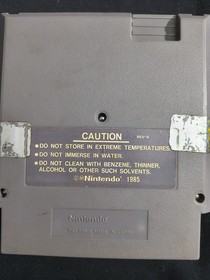 CAUTION
•DO NOT STORE IN EXTREME TEMPERATURES.
•DO NOT IMMERSE IN WATER.
•DO NOT CLEAN WITH BENZENE, THINNER,
ALCOHOL OR OTHER SUCH SOLVENTS.
©®Nintendo® 1985
Nintendo